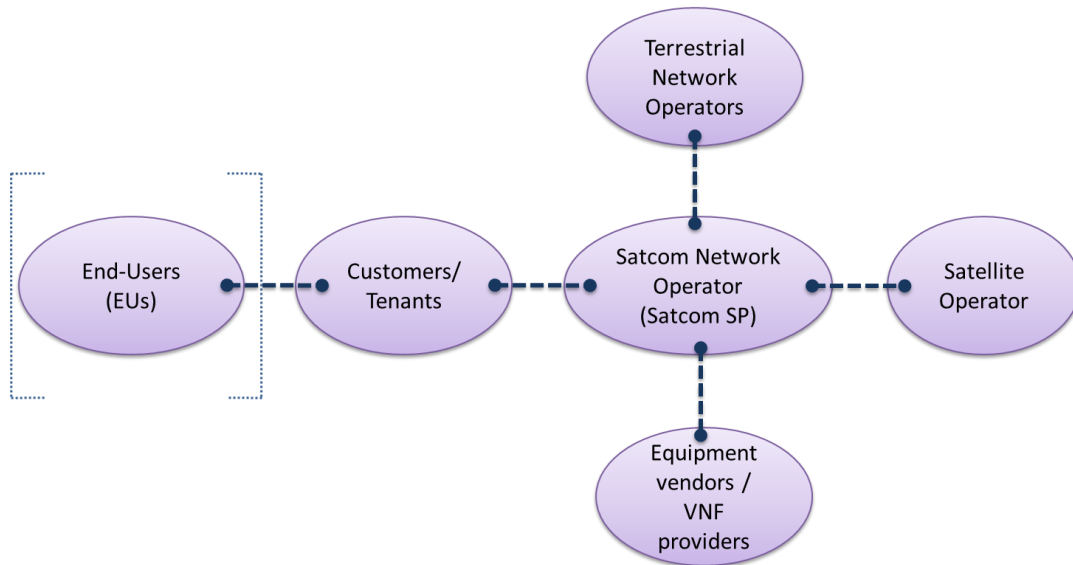 Terrestrial
Network
Operators
End-Users
(EUs)
Customers/
Tenants
Satcom Network
Operator
(Satcom SP)
Satellite
Operator
Equipment
vendors /
VNF
providers